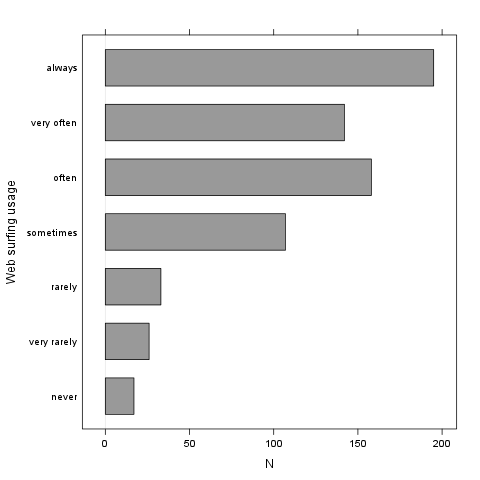 always
very often
often
sometimes
rarely
very rarely
never
Web surfing usage
0 50 100 150 200
N